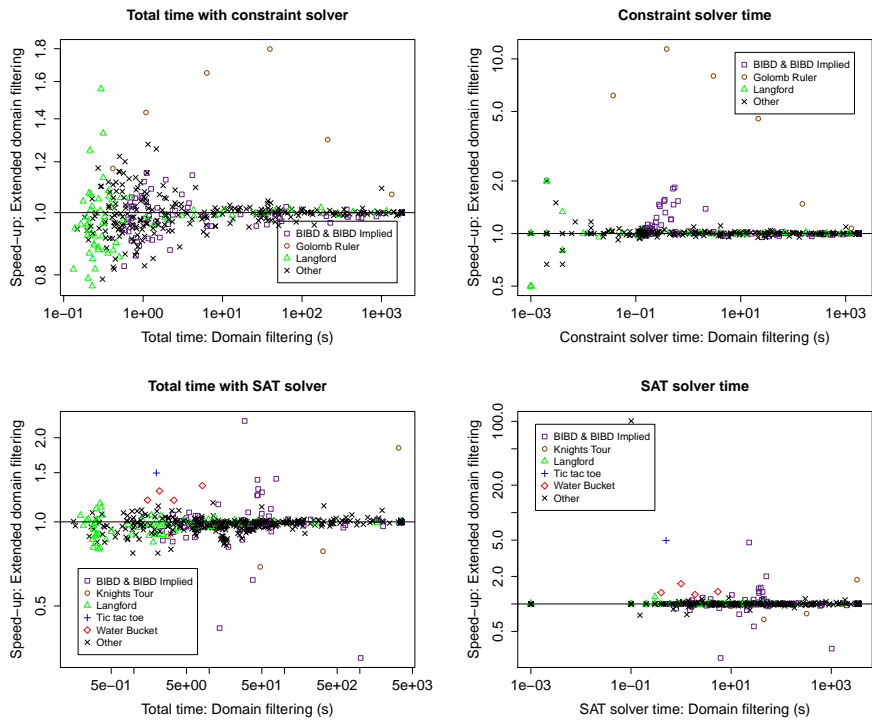 Total time with constraint solver
Speed−up: Extended domain filtering
1.8
1.6
1.4
1.2
1.0
0.8
BIBD & BIBD Implied
Golomb Ruler
Langford
Other
1e−01 1e+00 1e+01 1e+02 1e+03
Total time: Domain filtering (s)
Constraint solver time
Speed−up: Extended domain filtering
10.0
5.0
2.0
1.0
0.5
BIBD & BIBD Implied
Golomb Ruler
Langford
Other
1e−03 1e−01 1e+01 1e+03
Constraint solver time: Domain filtering (s)
Total time with SAT solver
Speed−up: Extended domain filtering
2.0
1.5
1.0
0.5
BIBD & BIBD Implied
Knights Tour
Langford
Tic tac toe
Water Bucket
Other
5e−01 5e+00 5e+01 5e+02 5e+03
Total time: Domain filtering (s)
SAT solver time
Speed−up: Extended domain filtering
100.0
20.0
5.0
2.0
1.0
0.5
BIBD & BIBD Implied
Knights Tour
Langford
Tic tac toe
Water Bucket
Other
1e−03 1e−01 1e+01 1e+03
SAT solver time: Domain filtering (s)